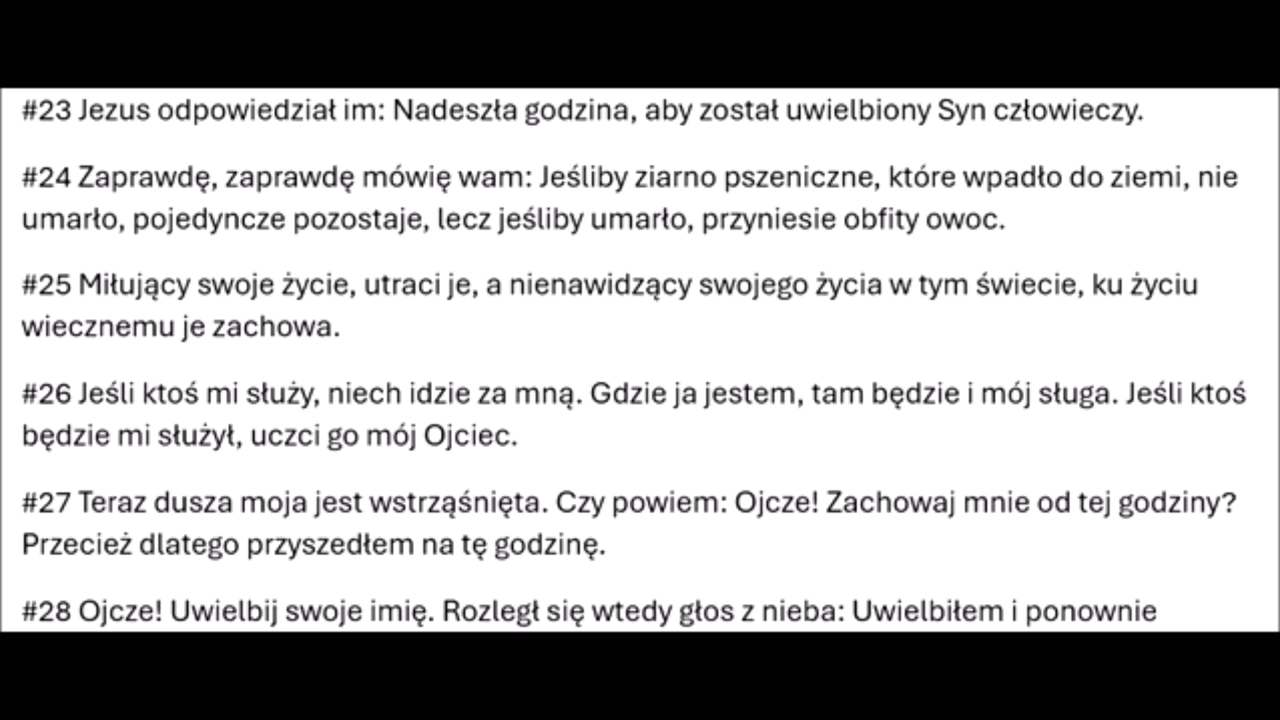 #23 Jezus odpowiedział im: Nadeszła godzina, aby został uwielbiony Syn człowieczy.
#24 Zaprawdę, zaprawdę mówię wam: Jeśliby ziarno pszeniczne, które wpadło do ziemi, nie
umarło, pojedyncze pozostaje, lecz jeśliby umarło, przyniesie obfity owoc.
#25 Miłujący swoje życie, utraci je, a nienawidzący swojego życia w tym świecie, ku życiu
wiecznemu je zachowa.
#26 Jeśli ktoś mi służy, niech idzie za mną. Gdzie ja jestem, tam będzie i mój sługa. Jeśli ktoś
będzie mi służył, uczci go mój Ojciec.
#27 Teraz dusza moja jest wstrząśnięta. Czy powiem: Ojcze! Zachowaj mnie od tej godziny?
Przecież dlatego przyszedłem na tę godzinę.
#28 Ojcze! Uwielbij swoje imię. Rozległ się wtedy głos z nieba: Uwielbiłem i ponownie